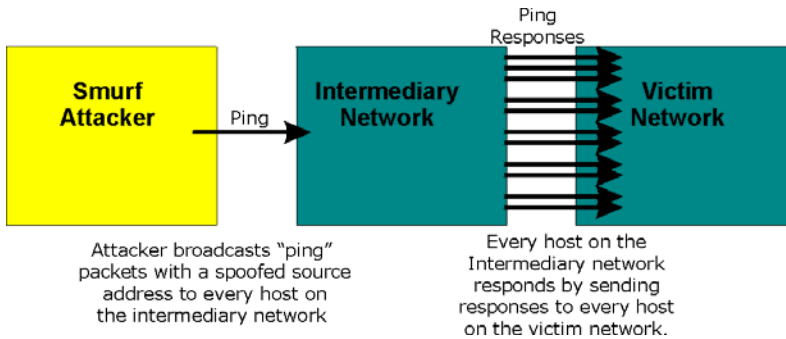 Ping
Responses
Smurf
Attacker
Ping
Intermediary
Network
Victim
Network
Attacker broadcasts “ping”
packets with a spoofed source
address to every host on
the intermediary network
Every host on the
Intermediary network
responds by sending
responses to every host
on the victim network.